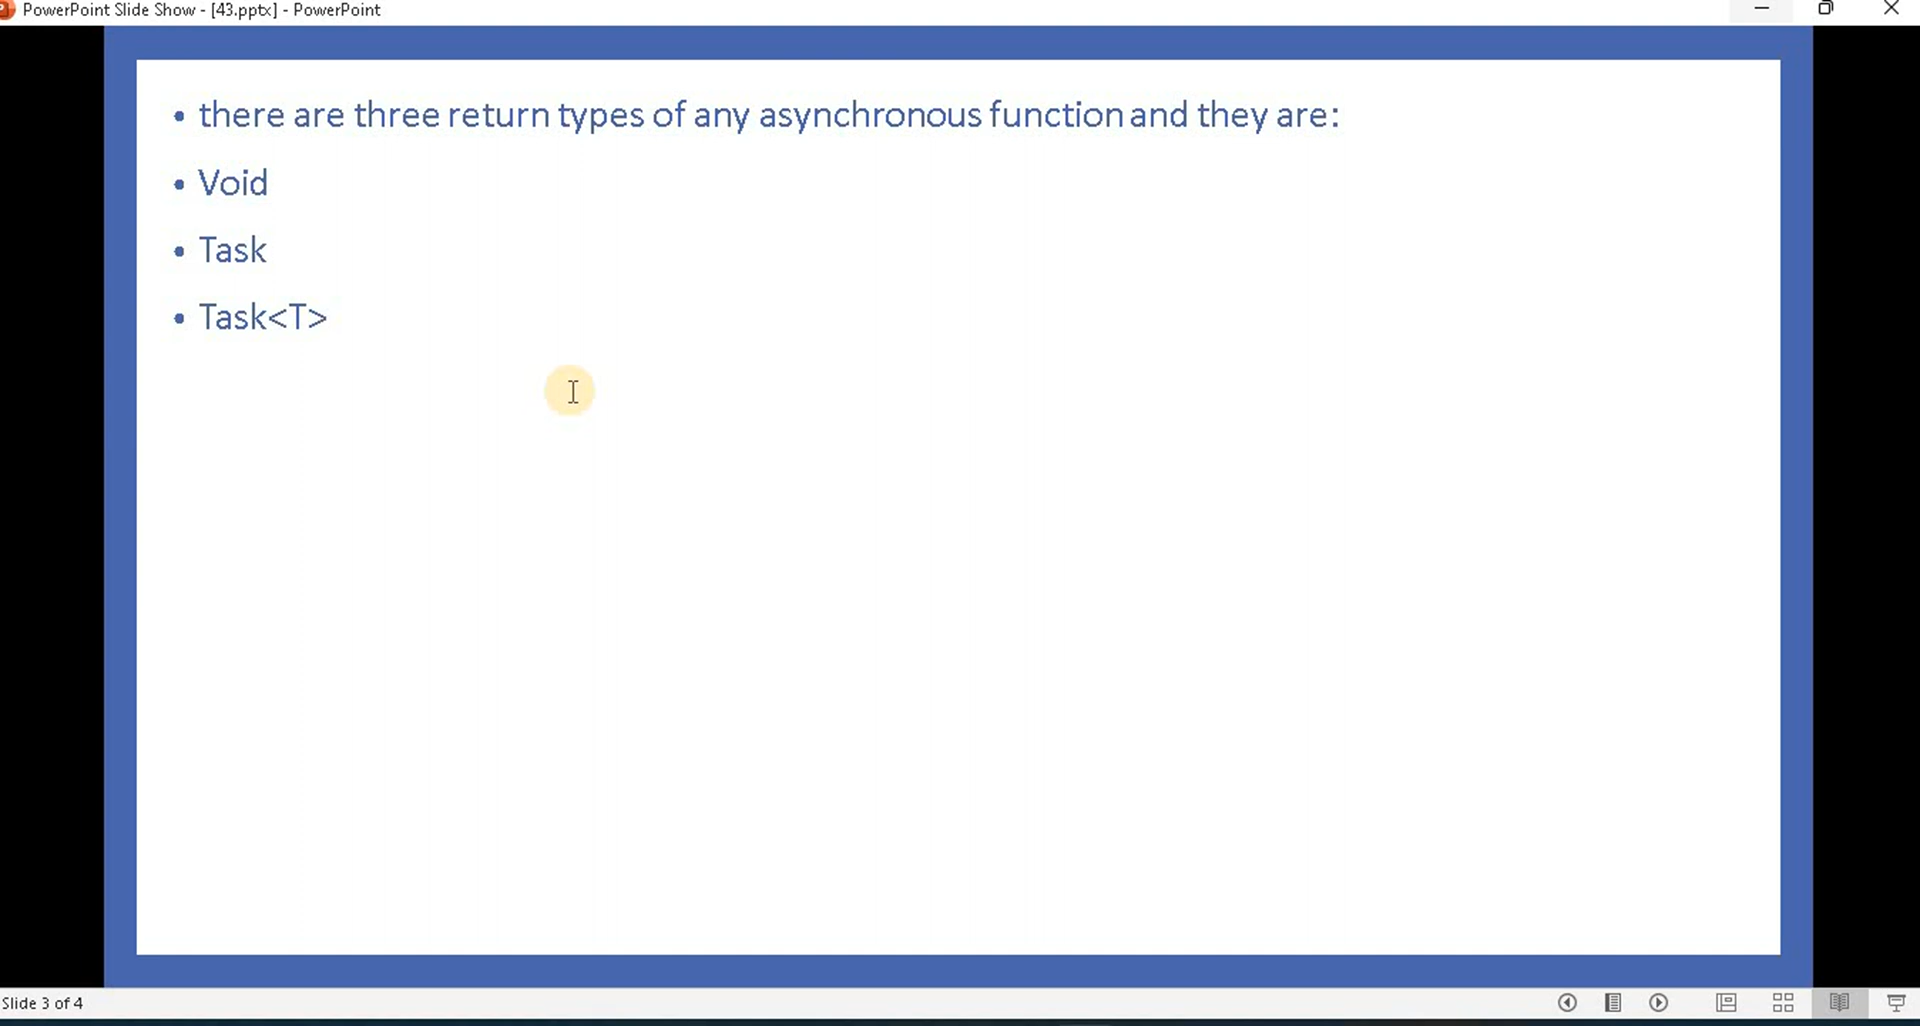 PowerPoint Slide Show - [43.pptx] - PowerPoint
• there are three return types of any asynchronous function and they are:
• Void
• Task
• Task<T>
Slide 3 of 4